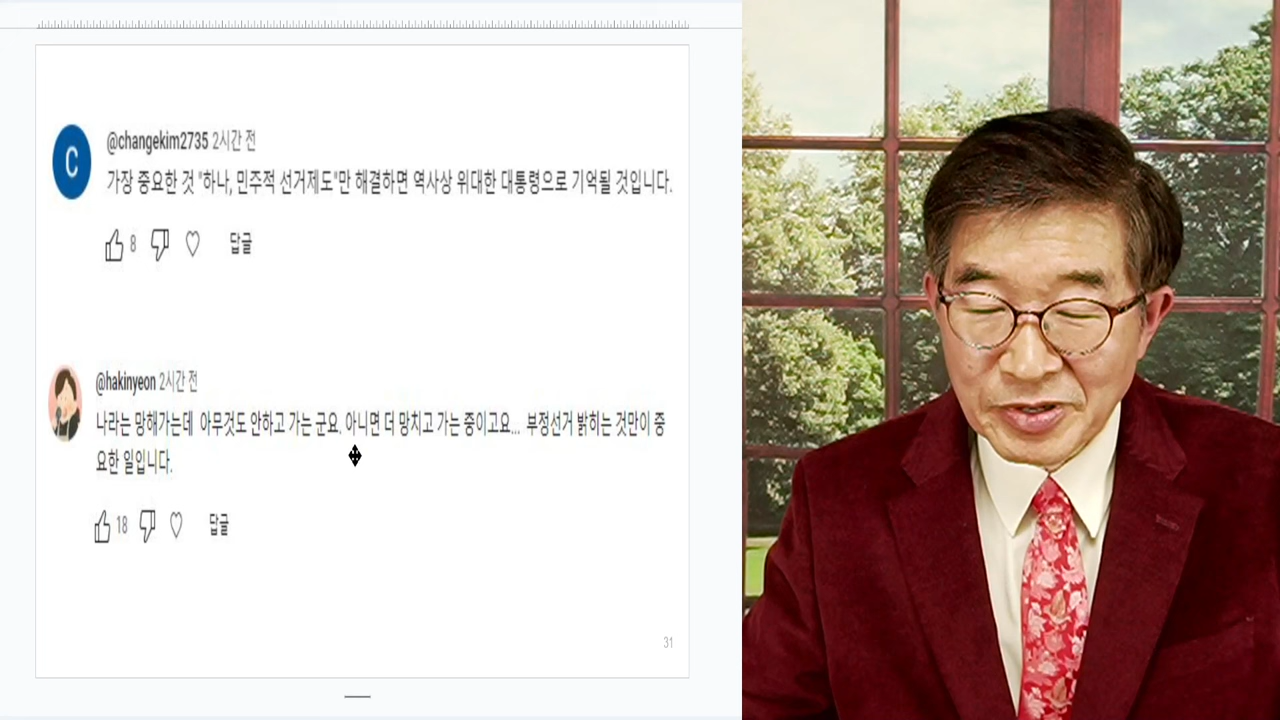 C
@changekim2735 2시간 전
가장 중요한 것 "하나, 민주적 선거제도"만 해결하면 역사상 위대한 대통령으로 기억될 것입니다.
8 답글
@hakinyeon 2시간 전
나라는 망해가는데 아무것도 안하고 가는 군요. 아니면 더 망치고 가는 중이고요... 부정선거 밝히는 것만이 중
요한 일입니다.
18 답글
31